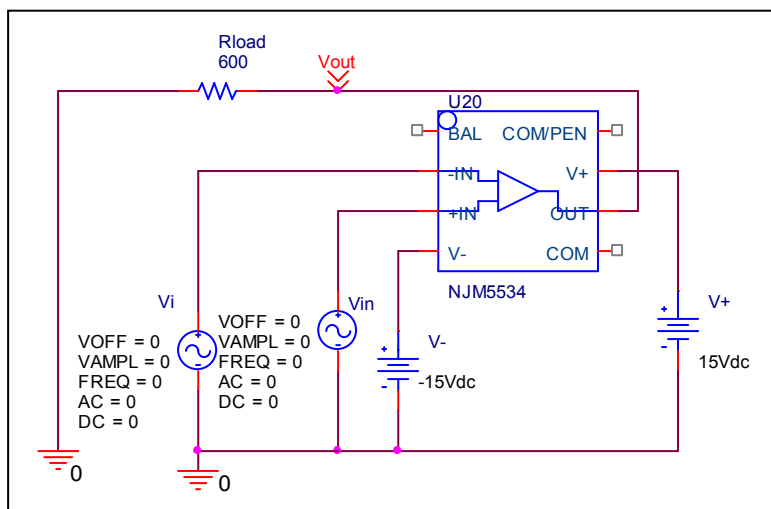 Rload
600
Vout
U20
BAL
COM/PEN
-IN
V+
+IN
OUT
V-
COM
NJM5534
Vi
VOFF = 0
VAMPL = 0
FREQ = 0
AC = 0
DC = 0
Vin
VOFF = 0
VAMPL = 0
FREQ = 0
AC = 0
DC = 0
V-
-15Vdc
V+
15Vdc
0
0